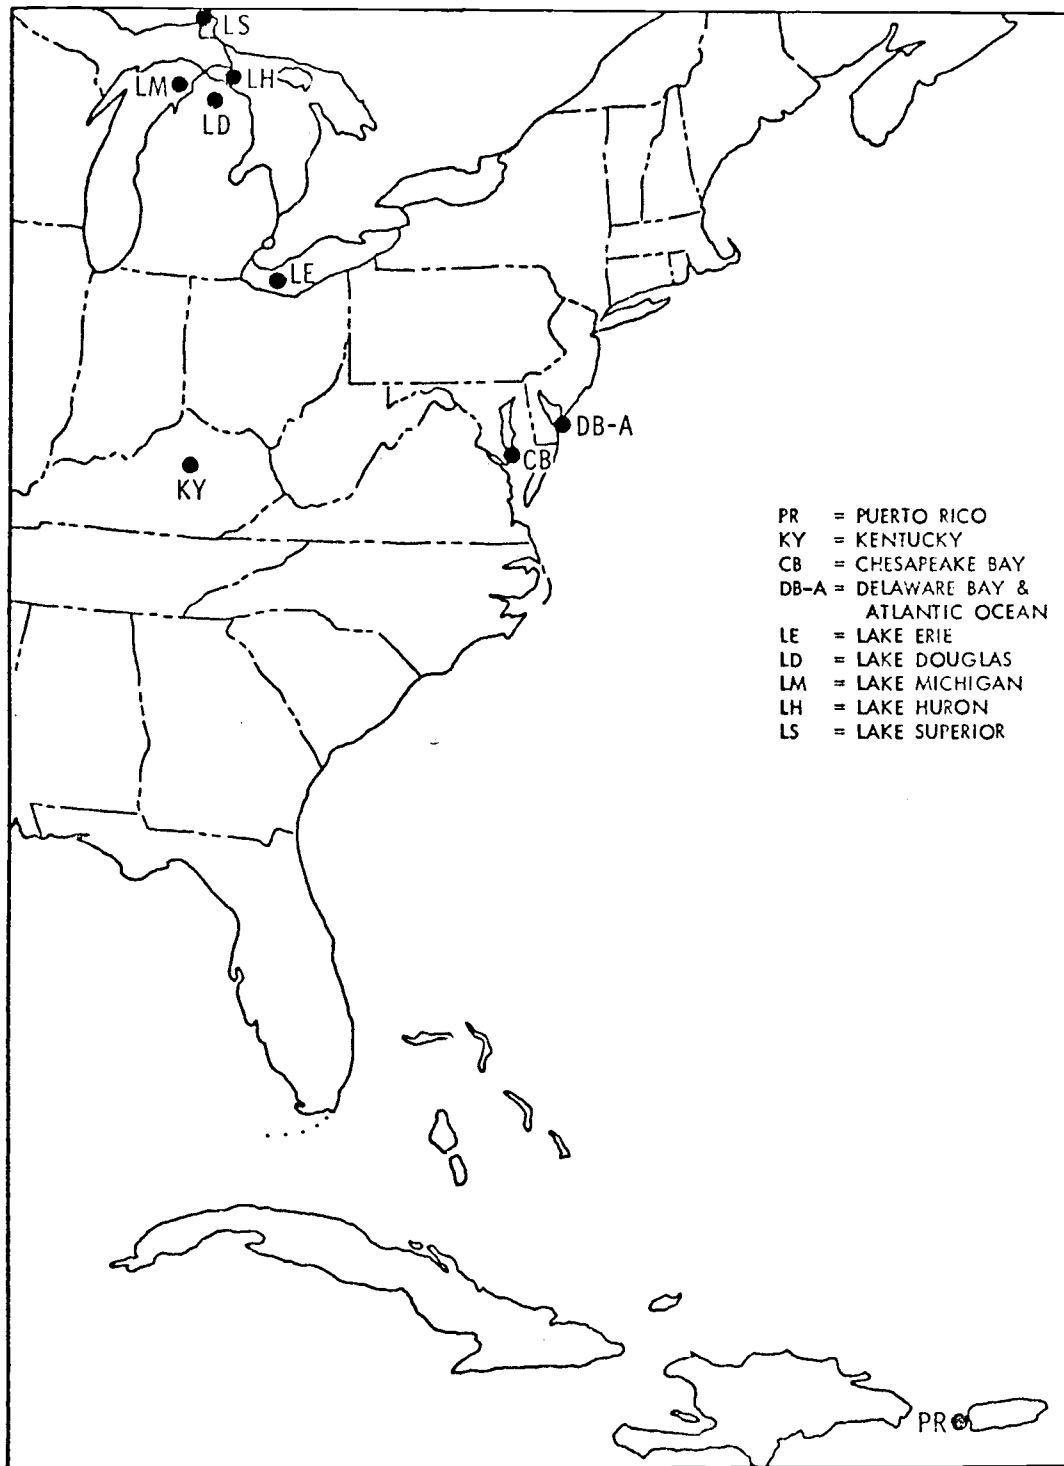 LS
LM
LH
LD
LE
DB-A
CB
KY
PR = PUERTO RICO
KY = KENTUCKY
CB = CHESAPEAKE BAY
DB-A = DELAWARE BAY &
ATLANTIC OCEAN
LE = LAKE ERIE
LD = LAKE DOUGLAS
LM = LAKE MICHIGAN
LH = LAKE HURON
LS = LAKE SUPERIOR
PR